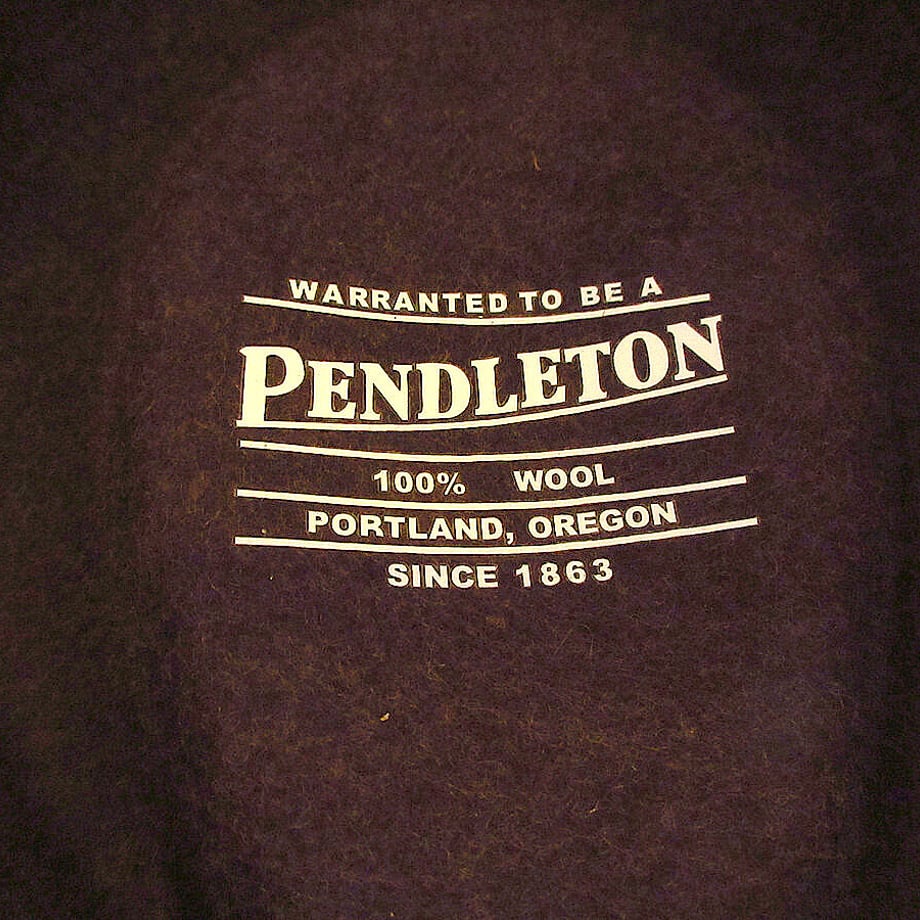 WARRANTED TO BE A
PENDLETON
100% WOOL
PORTLAND, OREGON
SINCE 1863